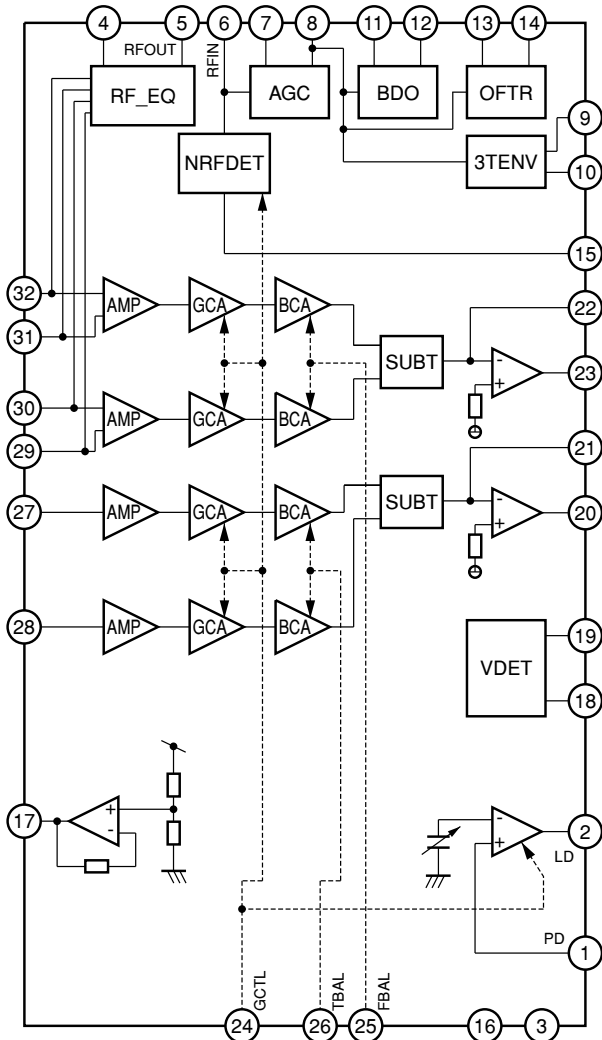 4 5 6 7 8 11 12 13 14
RFOUT RFIN
RF_EQ AGC BDO OFTR
9
NRFDET 3TENV
10
15
32 AMP GCA BCA 22
31 SUBT - 23
+
30 AMP GCA BCA
29 21
27 AMP GCA BCA SUBT - 20
+
28 AMP GCA BCA 19
VDET
18
17 + -
- + 2
LD
PD
1
GCTL TBAL FBAL
24 26 25 16 3